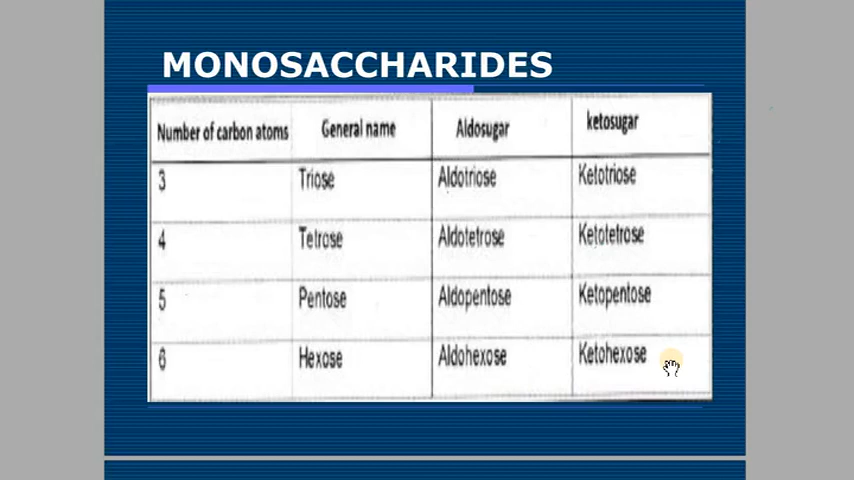 MONOSACCHARIDES
Number of carbon atoms General name Aldosugar ketosugar
3 Triose Aldotriose Ketotriose
4 Tetrose Aldotetrose Ketotetrose
5 Pentose Aldopentose Ketopentose
6 Hexose Aldohexose Ketohexose